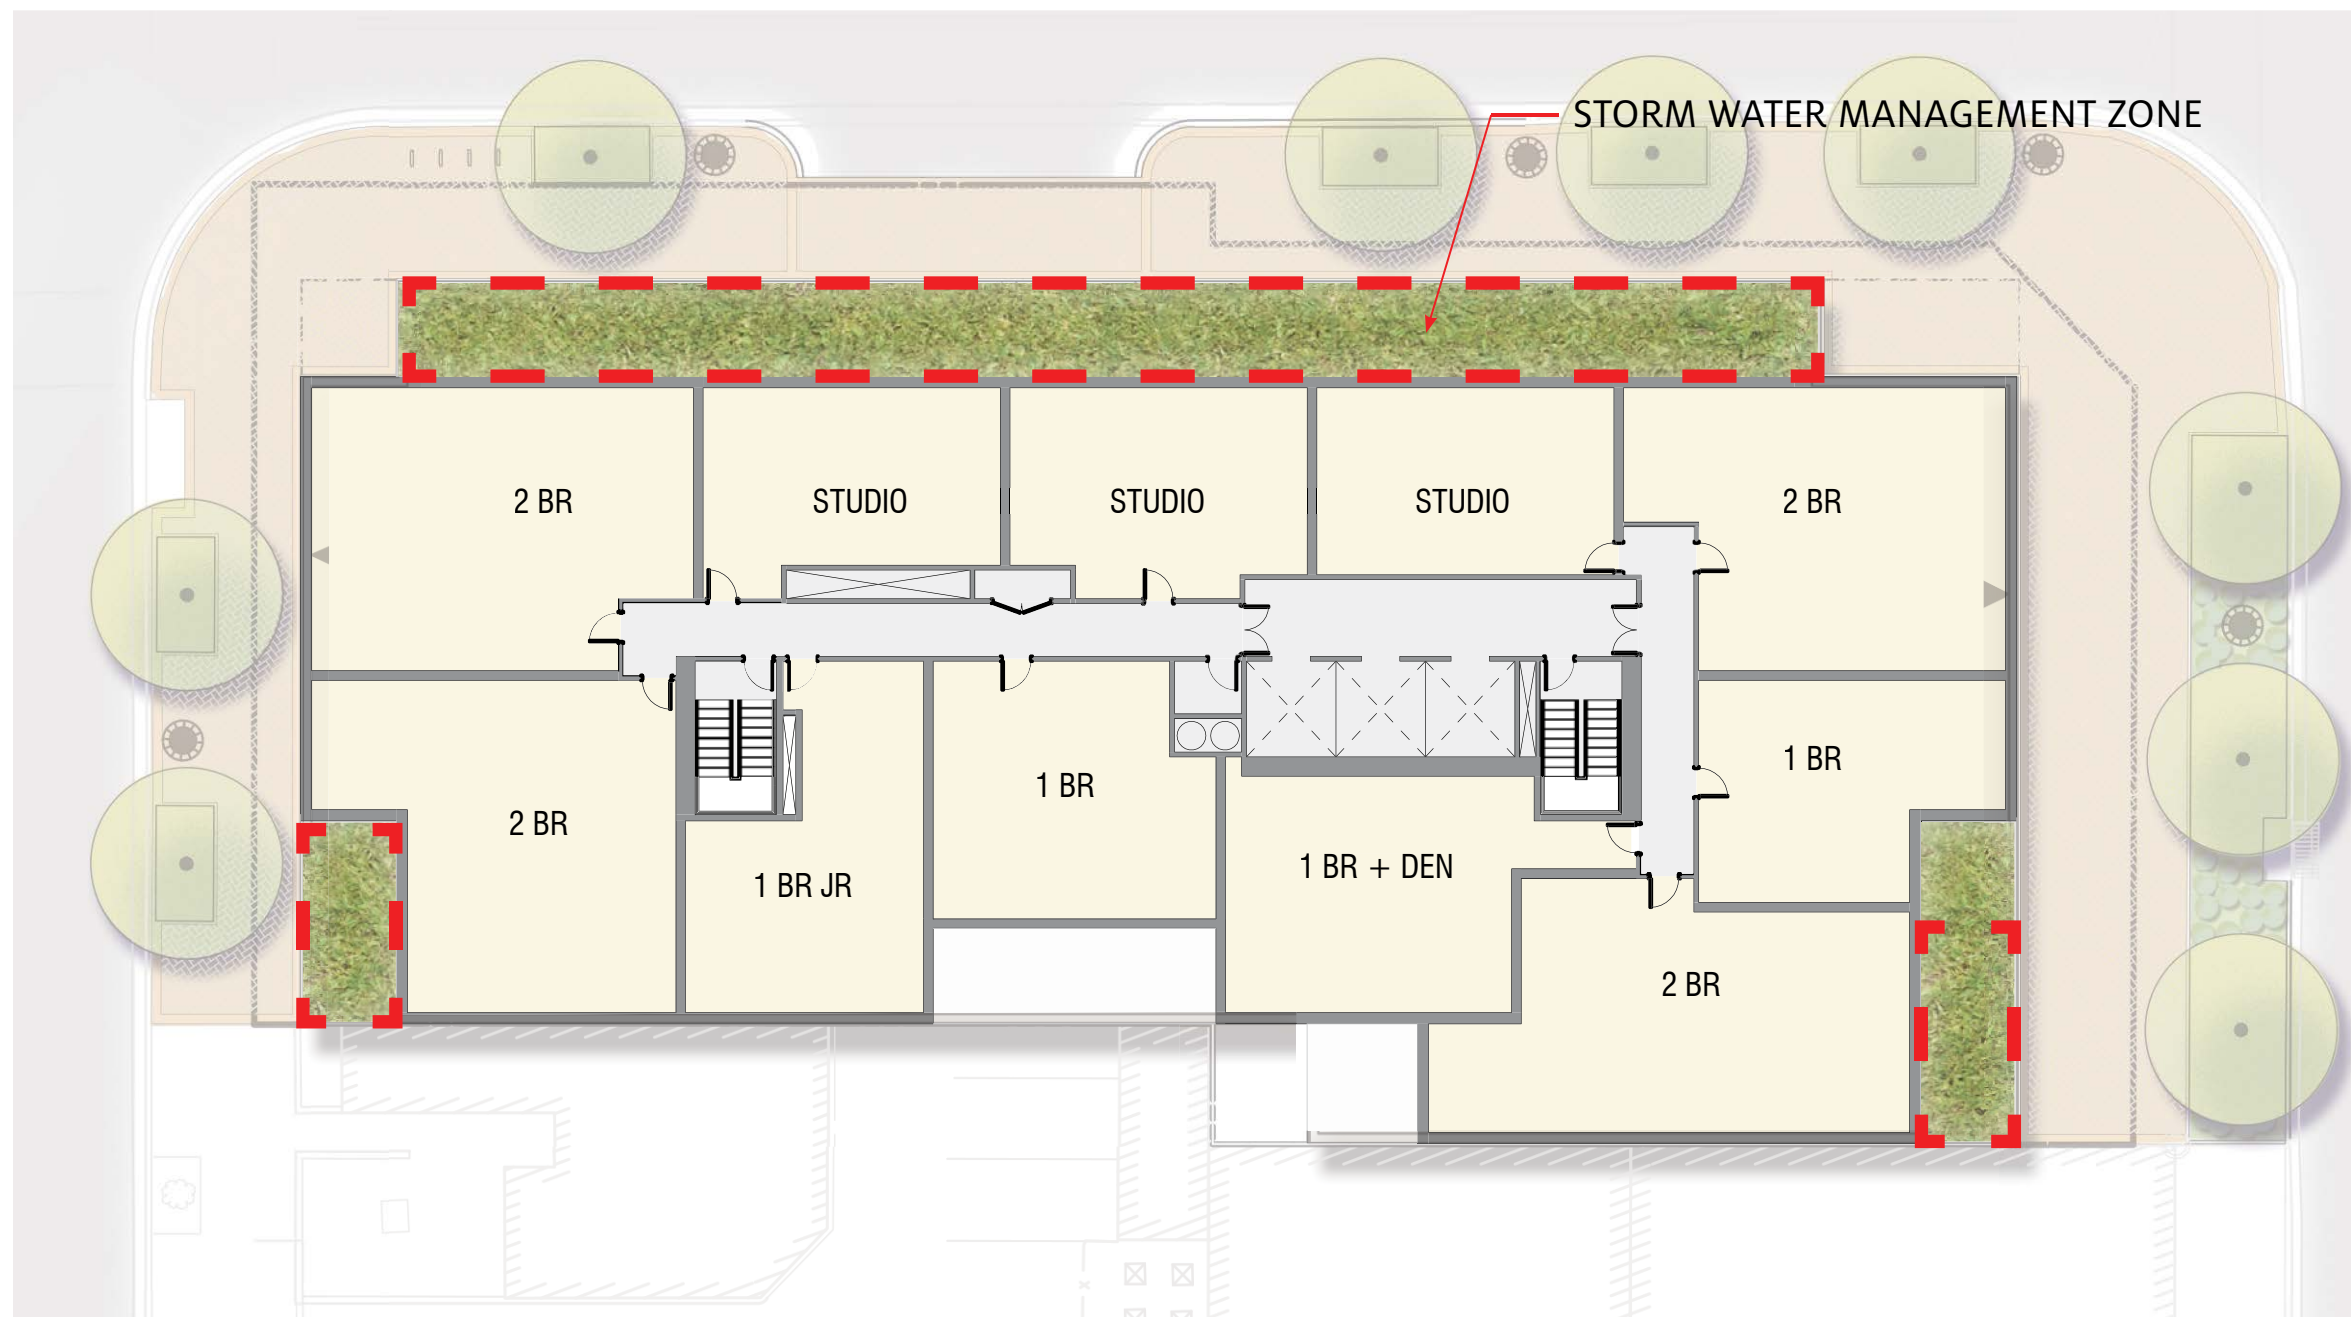 STORM WATER MANAGEMENT ZONE
2 BR
STUDIO
STUDIO
STUDIO
2 BR
1 BR
1 BR
2 BR
1 BR + DEN
1 BR JR
2 BR